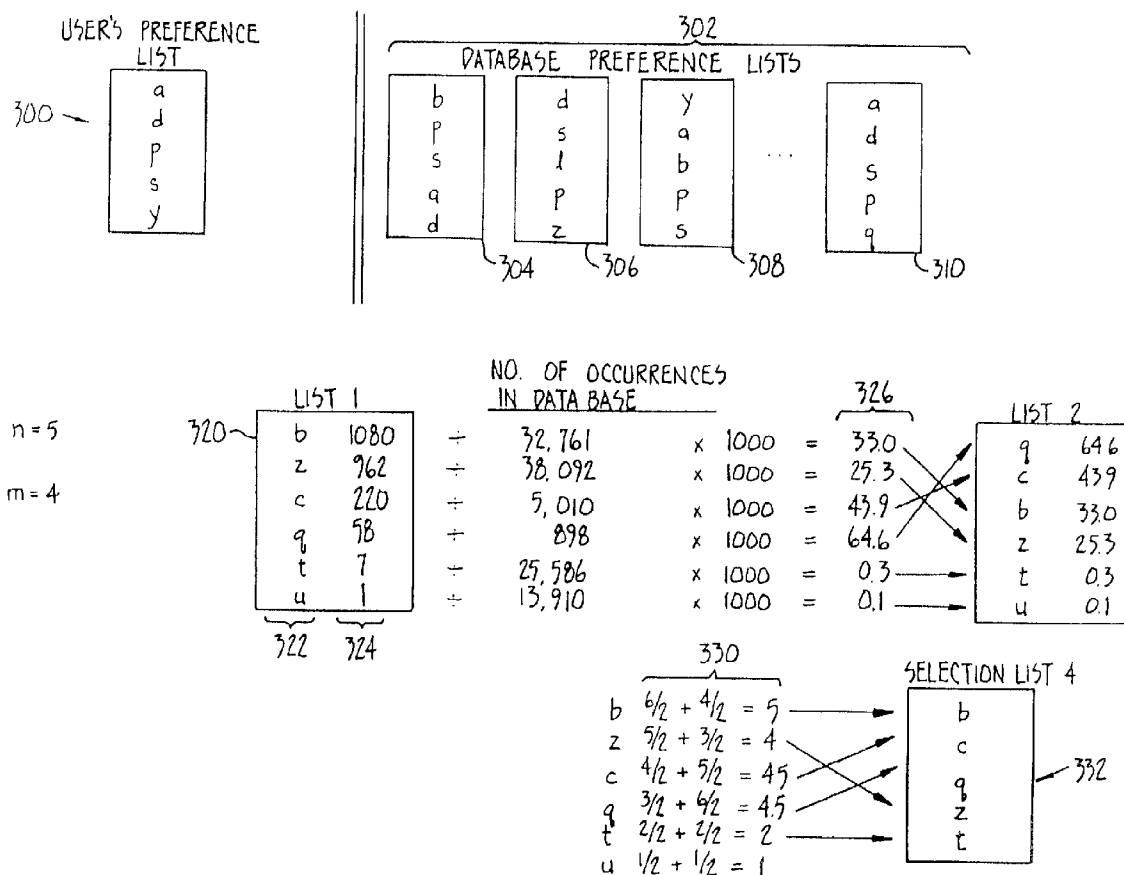 USER'S PREFERENCE
LIST
a
d
p
s
y
300
302
DATABASE PREFERENCE LISTS
b
p
s
a
d
304
d
s
l
p
z
306
y
a
b
p
s
308
...
a
d
s
p
q
310
n = 5
m = 4
NO. OF OCCURRENCES
IN DATABASE
326
320
LIST 1
LIST 2
b 1080 ÷ 32,761 x 1000 = 33.0
z 962 ÷ 38,092 x 1000 = 25.3
c 220 ÷ 5,010 x 1000 = 43.9
q 58 ÷ 898 x 1000 = 64.6
t 7 ÷ 25,586 x 1000 = 0.3
u 1 ÷ 13,910 x 1000 = 0.1
q 64.6
c 43.9
b 33.0
z 25.3
t 0.3
u 0.1
322 324
330
b 6/2 + 4/2 = 5
z 5/2 + 3/2 = 4
c 4/2 + 5/2 = 4.5
q 3/2 + 6/2 = 4.5
t 2/2 + 2/2 = 2
u 1/2 + 1/2 = 1
SELECTION LIST 4
b
c
q
z
t
332